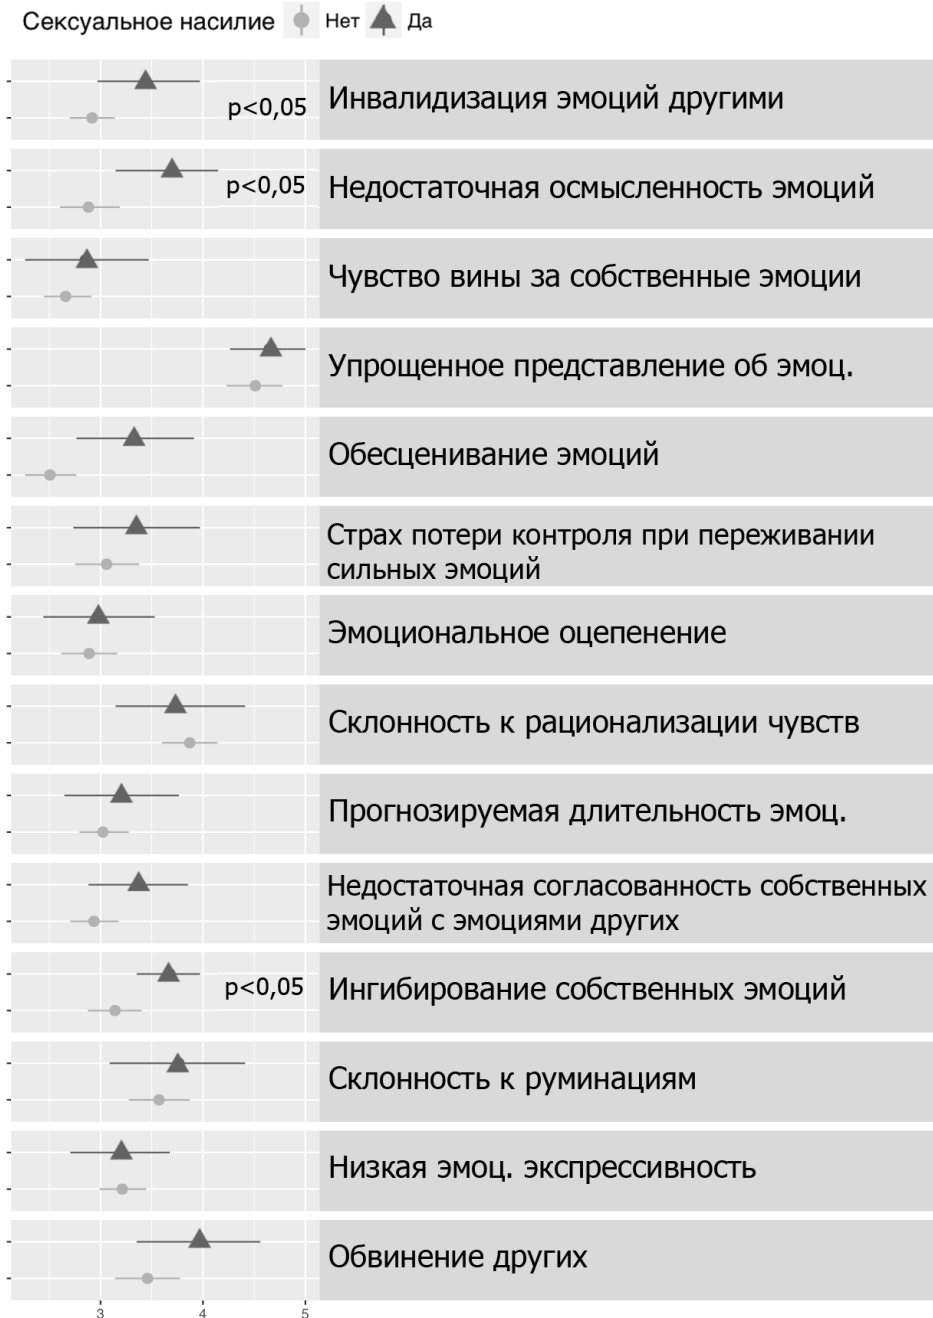 Сексуальное насилие Нет Да
p<0,05 Инвалидизация эмоций другими
p<0,05 Недостаточная осмысленность эмоций
Чувство вины за собственные эмоции
Упрощенное представление об эмоц.
Обесценивание эмоций
Страх потери контроля при переживании
сильных эмоций
Эмоциональное оцепенение
Склонность к рационализации чувств
Прогнозируемая длительность эмоц.
Недостаточная согласованность собственных
эмоций с эмоциями других
p<0,05 Ингибирование собственных эмоций
Склонность к руминациям
Низкая эмоц. экспрессивность
Обвинение других
3 4 5